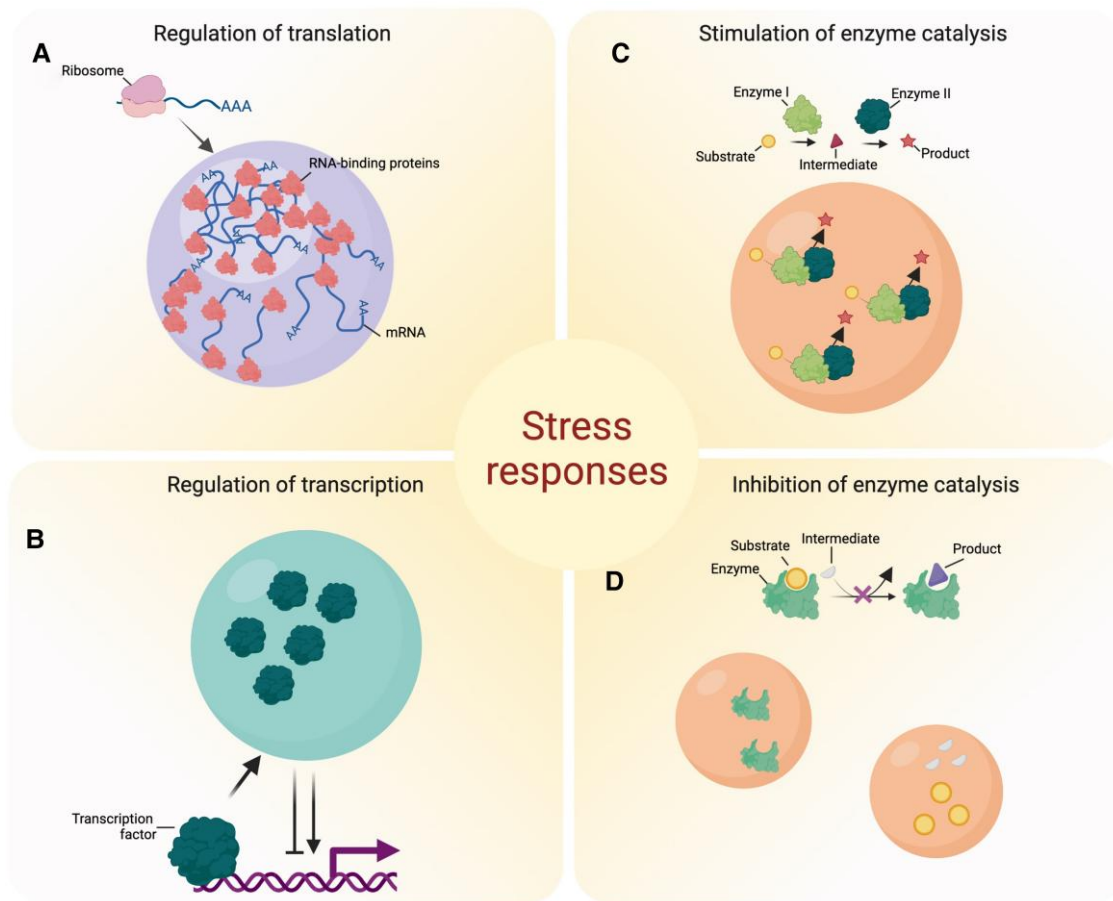 A
Regulation of translation
Ribosome
AAA
RNA-binding proteins
AA
AA
AA
AA
AA
AA
AA
AA
AA
mRNA
C
Stimulation of enzyme catalysis
Enzyme I
Enzyme II
Substrate
Intermediate
Product
Stress
responses
B
Regulation of transcription
Transcription
factor
D
Inhibition of enzyme catalysis
Substrate
Intermediate
Enzyme
Product